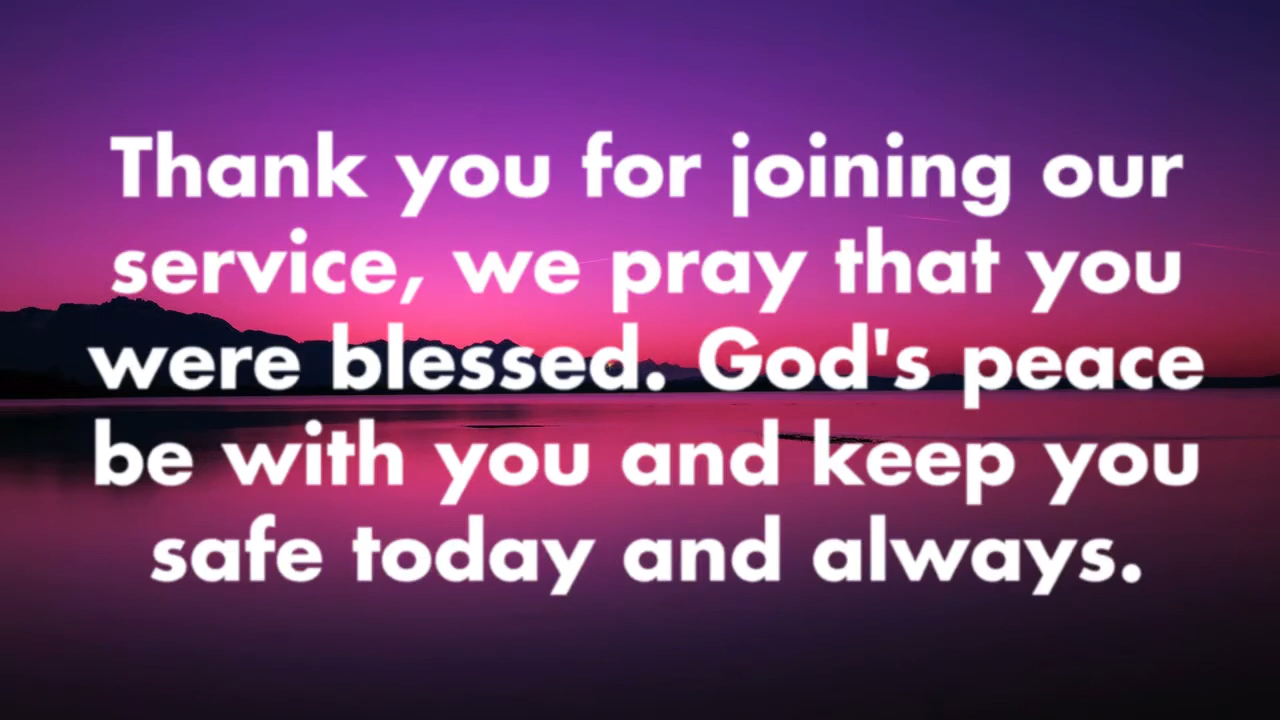 Thank you for joining our
service, we pray that you
were blessed. God's peace
be with you and keep you
safe today and always.